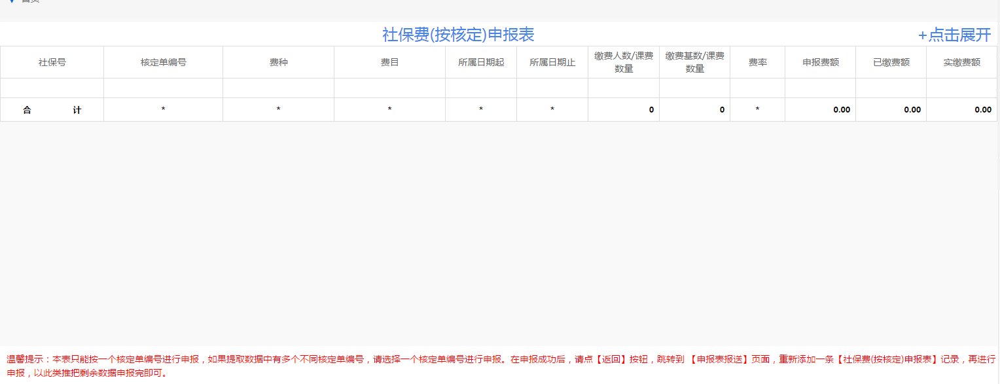 社保费(按核定)申报表
+点击展开
社保号 核定单编号 费种 费目 所属日期起 所属日期止 缴费人数/课费数量 缴费基数/课费数量 费率 申报费额 已缴费额 实缴费额
合 计 * * * * * 0 0 * 0.00 0.00 0.00
温馨提示：本表只能按一个核定单编号进行申报，如果提取数据中有多个不同核定单编号，请选择一个核定单编号进行申报。在申报成功后，请点【返回】按钮，跳转到 【申报表报送】页面，重新添加一条【社保费(按核定)申报表】记录，再进行
申报，以此类推把剩余数据申报完即可。